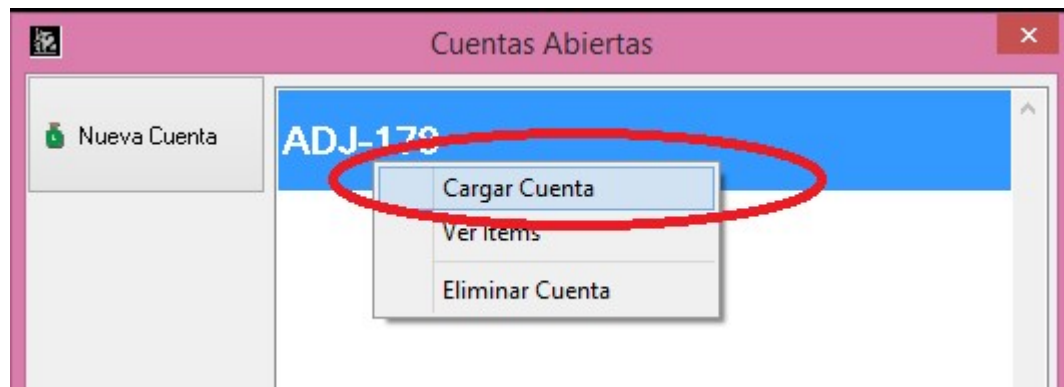 Cuentas Abiertas
Nueva Cuenta
ADJ-179
Cargar Cuenta
Ver Items
Eliminar Cuenta